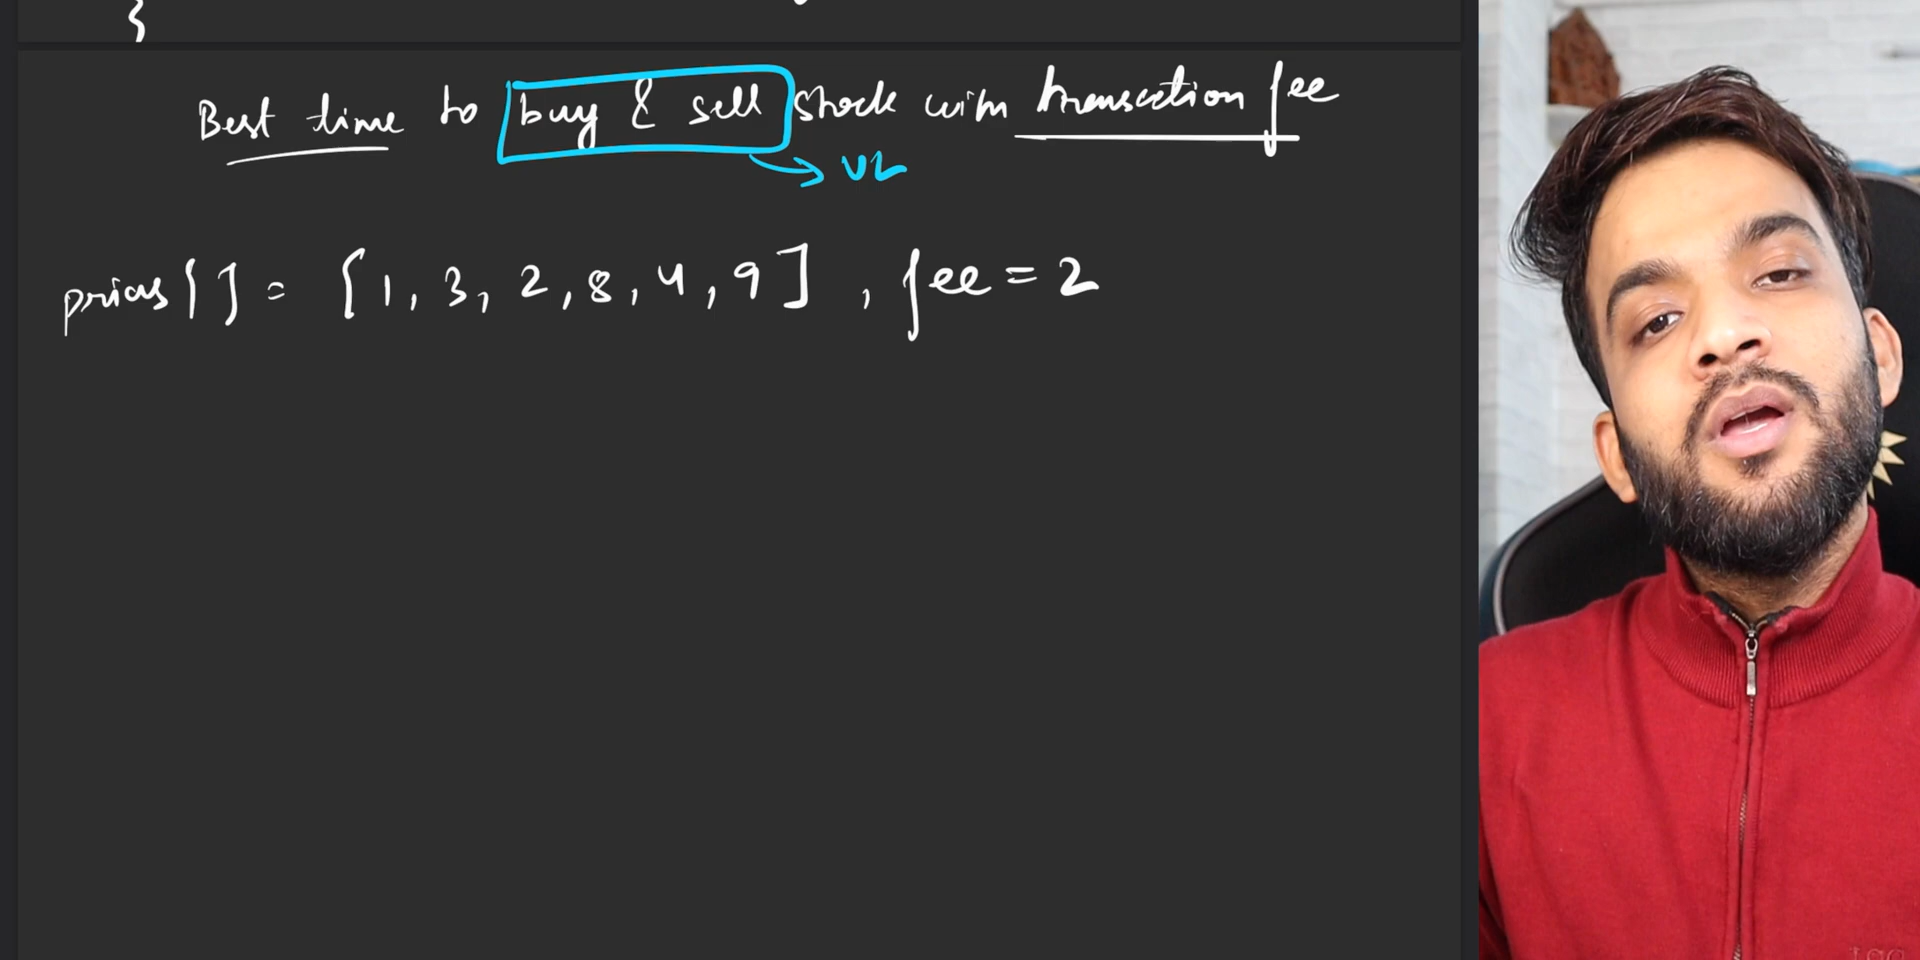 }
Best time to buy & sell stock with transaction fee
→ V2
prices[] = [1, 3, 2, 8, 4, 9] , fee = 2